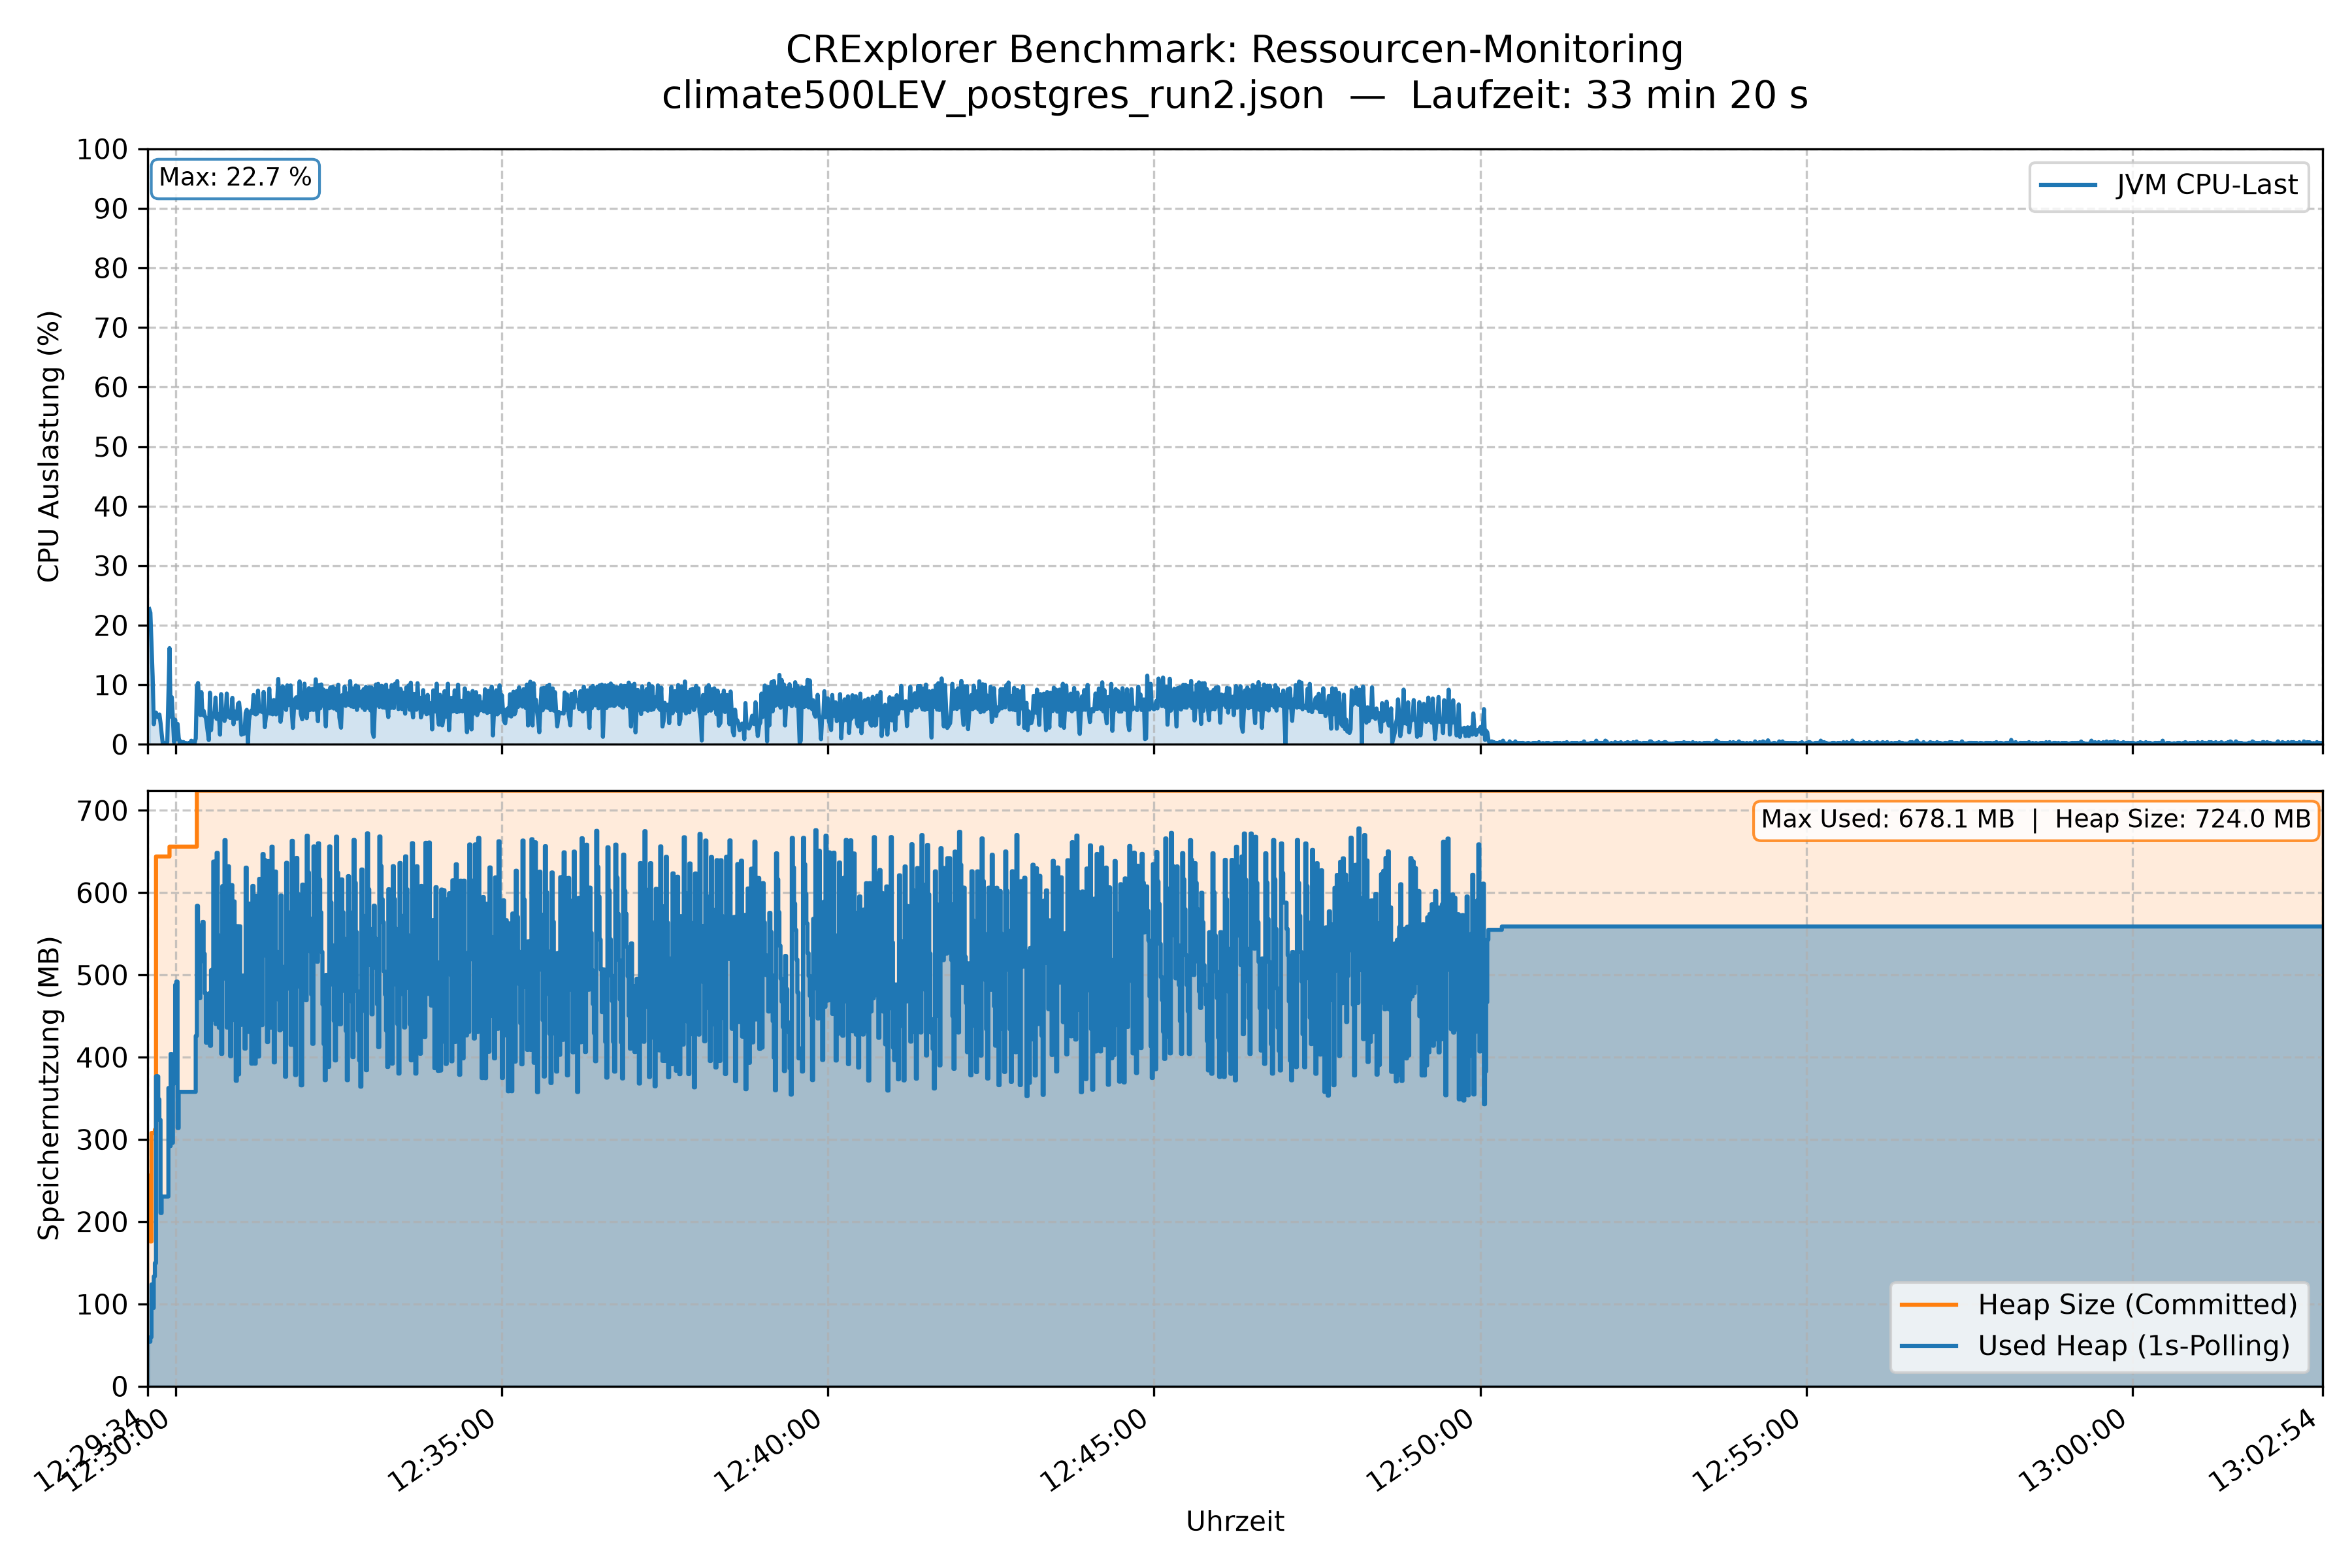 CRExplorer Benchmark: Ressourcen-Monitoring
climate500LEV_postgres_run2.json — Laufzeit: 33 min 20 s
100
90
80
70
60
50
40
30
20
10
0
CPU Auslastung (%)
Max: 22.7 %
JVM CPU-Last
700
600
500
400
300
200
100
0
Speichernutzung (MB)
Max Used: 678.1 MB | Heap Size: 724.0 MB
Heap Size (Committed)
Used Heap (1s-Polling)
12:29:34
12:30:00
12:35:00
12:40:00
12:45:00
12:50:00
12:55:00
13:00:00
13:02:54
Uhrzeit